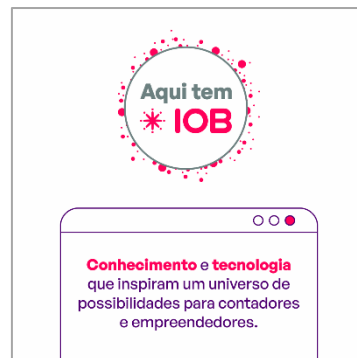 Aqui tem
IOB
Conhecimento e tecnologia
que inspiram um universo de
possibilidades para contadores
e empreendedores.